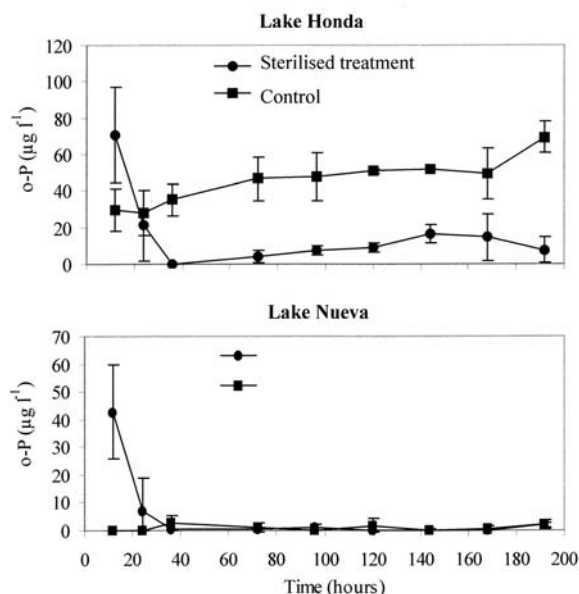 Lake Honda
120
100
80
60
40
20
0
o-P (µg l⁻¹)
Sterilised treatment
Control
Lake Nueva
70
60
50
40
30
20
10
0
o-P (µg l⁻¹)
0 20 40 60 80 100 120 140 160 180 200
Time (hours)